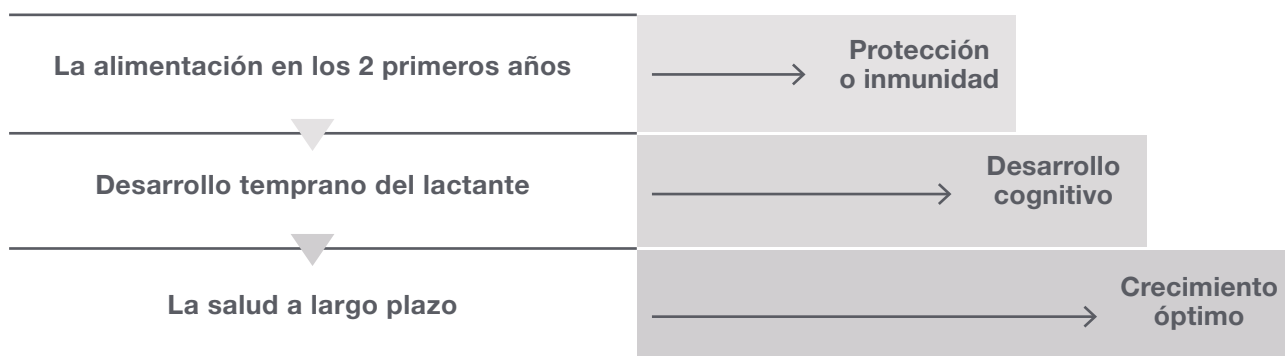 La alimentación en los 2 primeros años
Protección
o inmunidad
Desarrollo temprano del lactante
Desarrollo
cognitivo
La salud a largo plazo
Crecimiento
óptimo